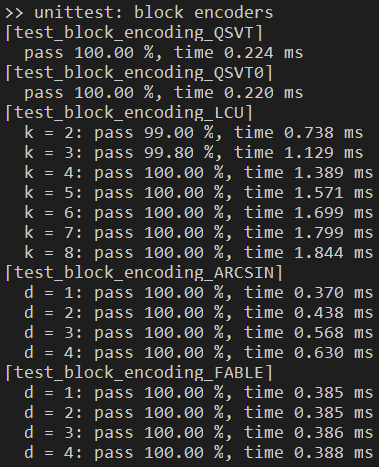 >> unittest: block encoders
⌈test_block_encoding_QSVT⌉
pass 100.00 %, time 0.224 ms
⌈test_block_encoding_QSVT0⌉
pass 100.00 %, time 0.220 ms
⌈test_block_encoding_LCU⌉
k = 2: pass 99.00 %, time 0.738 ms
k = 3: pass 99.80 %, time 1.129 ms
k = 4: pass 100.00 %, time 1.389 ms
k = 5: pass 100.00 %, time 1.571 ms
k = 6: pass 100.00 %, time 1.699 ms
k = 7: pass 100.00 %, time 1.799 ms
k = 8: pass 100.00 %, time 1.844 ms
⌈test_block_encoding_ARCSIN⌉
d = 1: pass 100.00 %, time 0.370 ms
d = 2: pass 100.00 %, time 0.438 ms
d = 3: pass 100.00 %, time 0.568 ms
d = 4: pass 100.00 %, time 0.630 ms
⌈test_block_encoding_FABLE⌉
d = 1: pass 100.00 %, time 0.385 ms
d = 2: pass 100.00 %, time 0.385 ms
d = 3: pass 100.00 %, time 0.386 ms
d = 4: pass 100.00 %, time 0.388 ms